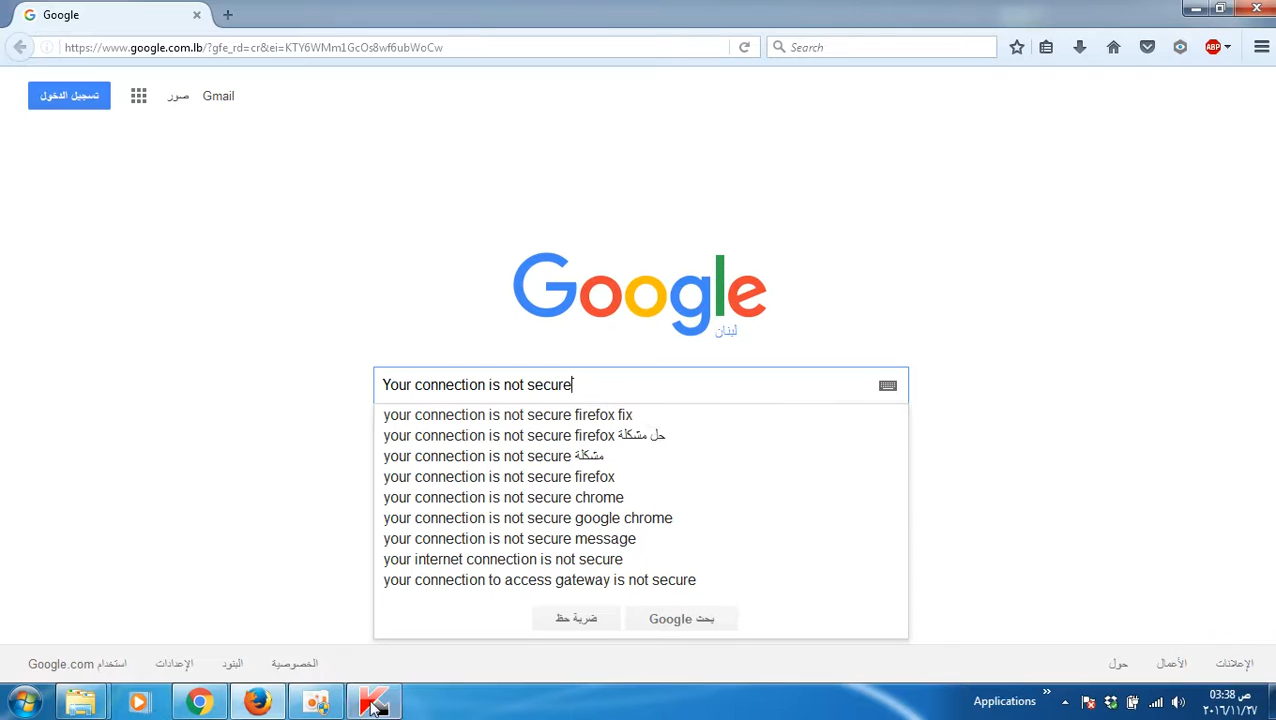 Google
https://www.google.com.lb/?gfe_rd=cr&ei=KTY6WMm1GcOs8wf6ubWoCw
Search
ABP
تسجيل الدخول
صور
Gmail
Google
لبنان
Your connection is not secure
your connection is not secure firefox fix
your connection is not secure firefox حل مشكلة
your connection is not secure مشكلة
your connection is not secure firefox
your connection is not secure chrome
your connection is not secure google chrome
your connection is not secure message
your internet connection is not secure
your connection to access gateway is not secure
ضربة حظ
بحث Google
الإعلانات
الأعمال
حول
الخصوصية
البنود
الإعدادات
استخدام Google.com
Applications
03:38 ص
٢٠١٦/١١/٢٧